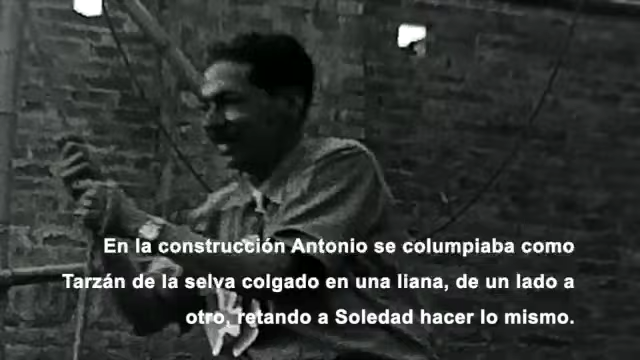 En la construcción Antonio se columpiaba como
Tarzán de la selva colgado en una liana, de un lado a
otro, retando a Soledad hacer lo mismo.